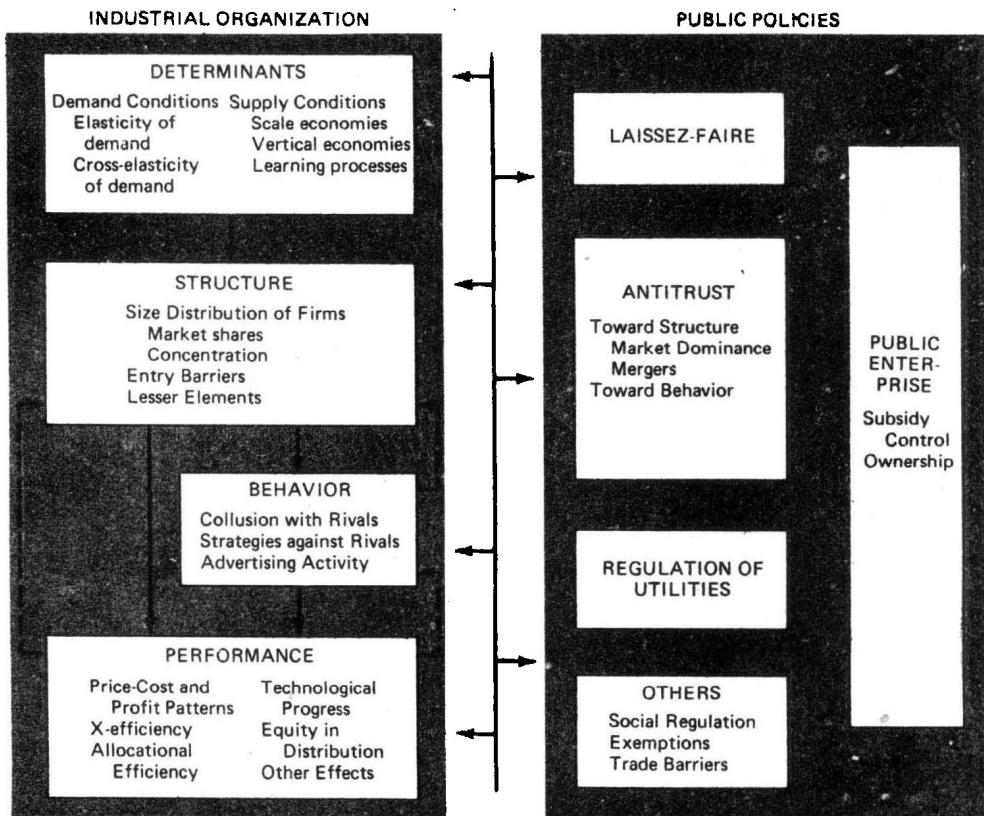 INDUSTRIAL ORGANIZATION
DETERMINANTS
Demand Conditions
Elasticity of
demand
Cross-elasticity
of demand
Supply Conditions
Scale economies
Vertical economies
Learning processes
STRUCTURE
Size Distribution of Firms
Market shares
Concentration
Entry Barriers
Lesser Elements
BEHAVIOR
Collusion with Rivals
Strategies against Rivals
Advertising Activity
PERFORMANCE
Price-Cost and
Profit Patterns
X-efficiency
Allocational
Efficiency
Technological
Progress
Equity in
Distribution
Other Effects
PUBLIC POLICIES
LAISSEZ-FAIRE
ANTITRUST
Toward Structure
Market Dominance
Mergers
Toward Behavior
REGULATION OF
UTILITIES
OTHERS
Social Regulation
Exemptions
Trade Barriers
PUBLIC
ENTER-
PRISE
Subsidy
Control
Ownership